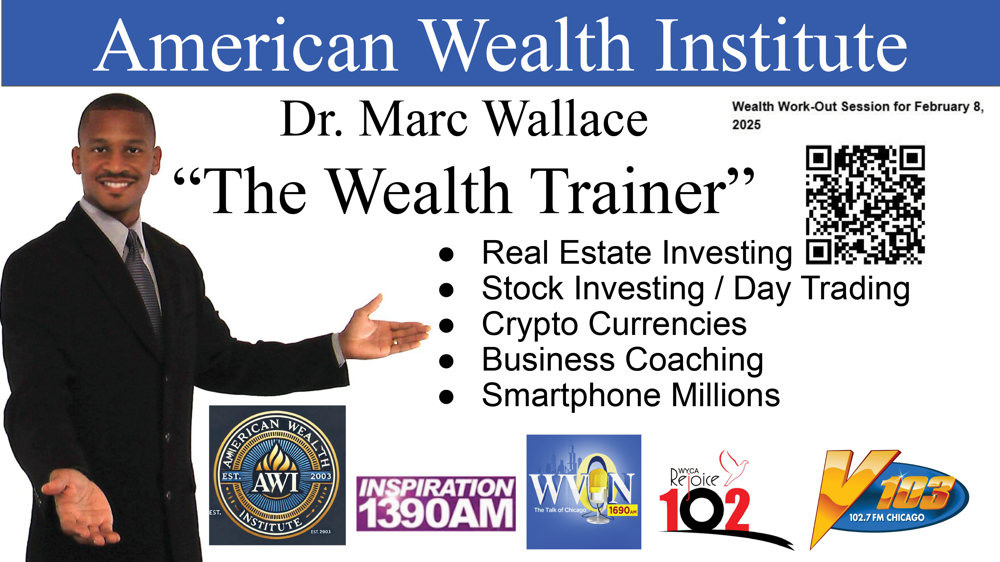 American Wealth Institute
Dr. Marc Wallace
Wealth Work-Out Session for February 8,
2025
“The Wealth Trainer”
● Real Estate Investing
● Stock Investing / Day Trading
● Crypto Currencies
● Business Coaching
● Smartphone Millions
AMERICAN WEALTH
EST. AWI 2003
INSTITUTE
EST.
EST. 2003
INSPIRATION
1390AM
WVON
The Talk of Chicago
1690AM
WYCA
Rejoice
102
V103
102.7 FM CHICAGO